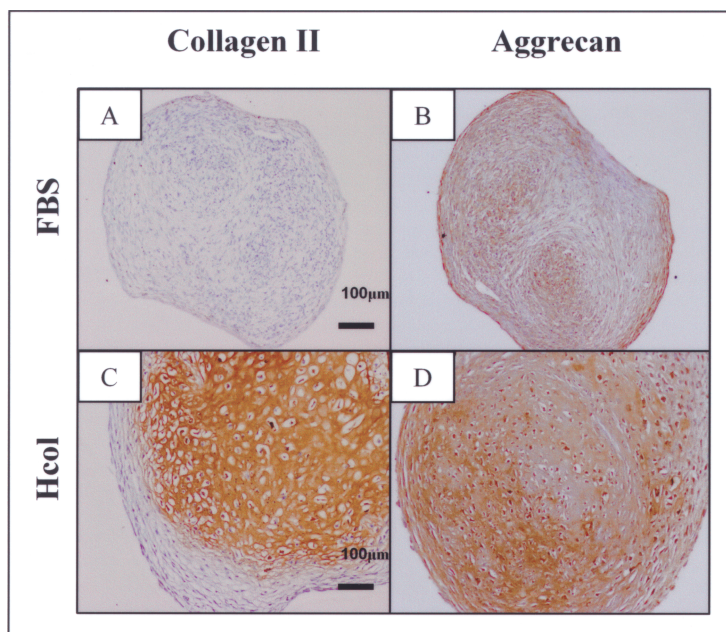 Collagen II Aggrecan
FBS
A
B
100μm
Hcol
C
D
100μm